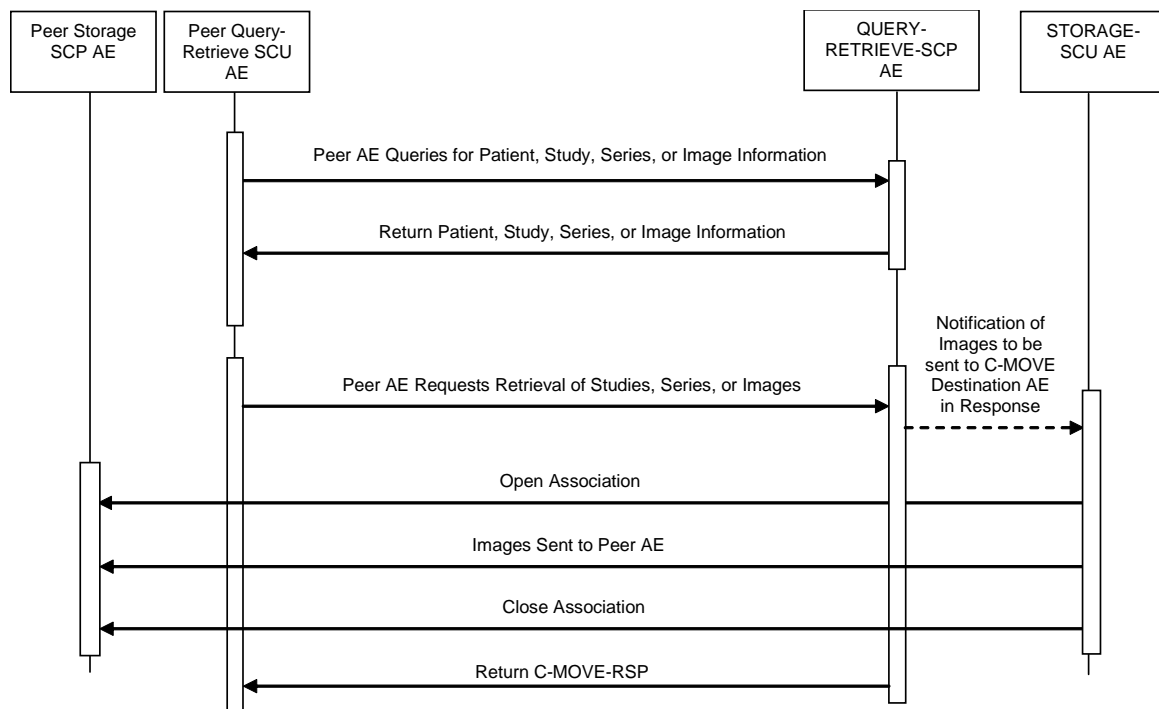 Peer Storage
SCP AE
Peer Query-
Retrieve SCU
AE
QUERY-
RETRIEVE-SCP
AE
STORAGE-
SCU AE
Peer AE Queries for Patient, Study, Series, or Image Information
Return Patient, Study, Series, or Image Information
Notification of
Images to be
sent to C-MOVE
Destination AE
in Response
Peer AE Requests Retrieval of Studies, Series, or Images
Open Association
Images Sent to Peer AE
Close Association
Return C-MOVE-RSP